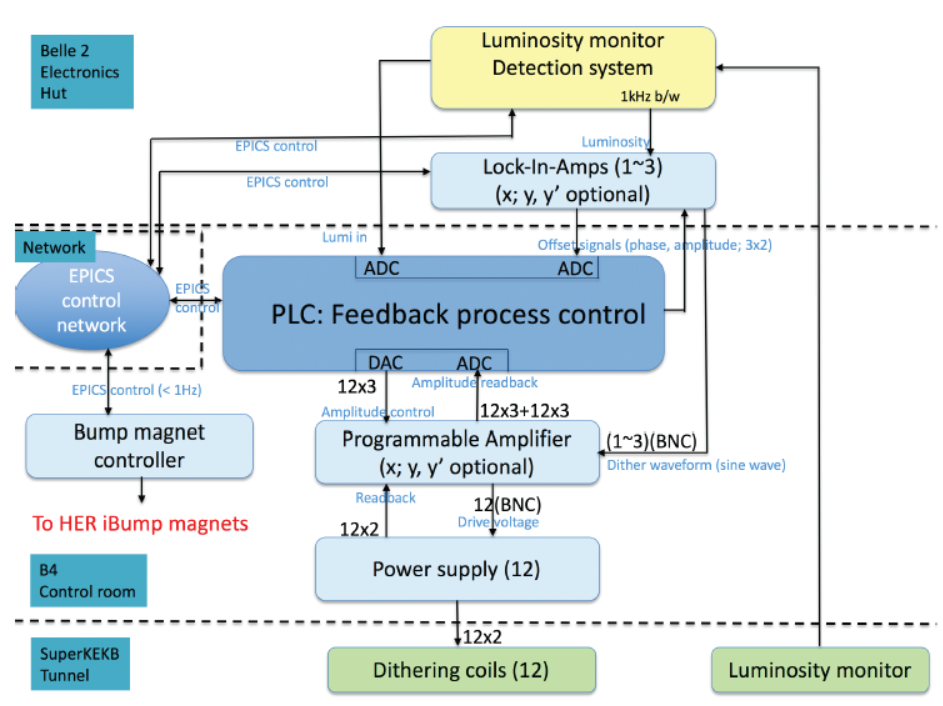 Belle 2
Electronics
Hut
Luminosity monitor
Detection system
1kHz b/w
EPICS control
Luminosity
EPICS control
Lock-In-Amps (1~3)
(x; y, y’ optional)
Network
Lumi in
Offset signals (phase, amplitude; 3x2)
EPICS
control
network
EPICS
control
ADC
ADC
PLC: Feedback process control
DAC
ADC
EPICS control (< 1Hz)
12x3
Amplitude readback
Amplitude control
12x3+12x3
Bump magnet
controller
Programmable Amplifier
(x; y, y’ optional)
(1~3)(BNC)
Dither waveform (sine wave)
To HER iBump magnets
Readback
12x2
12(BNC)
Drive voltage
B4
Control room
Power supply (12)
12x2
SuperKEKB
Tunnel
Dithering coils (12)
Luminosity monitor